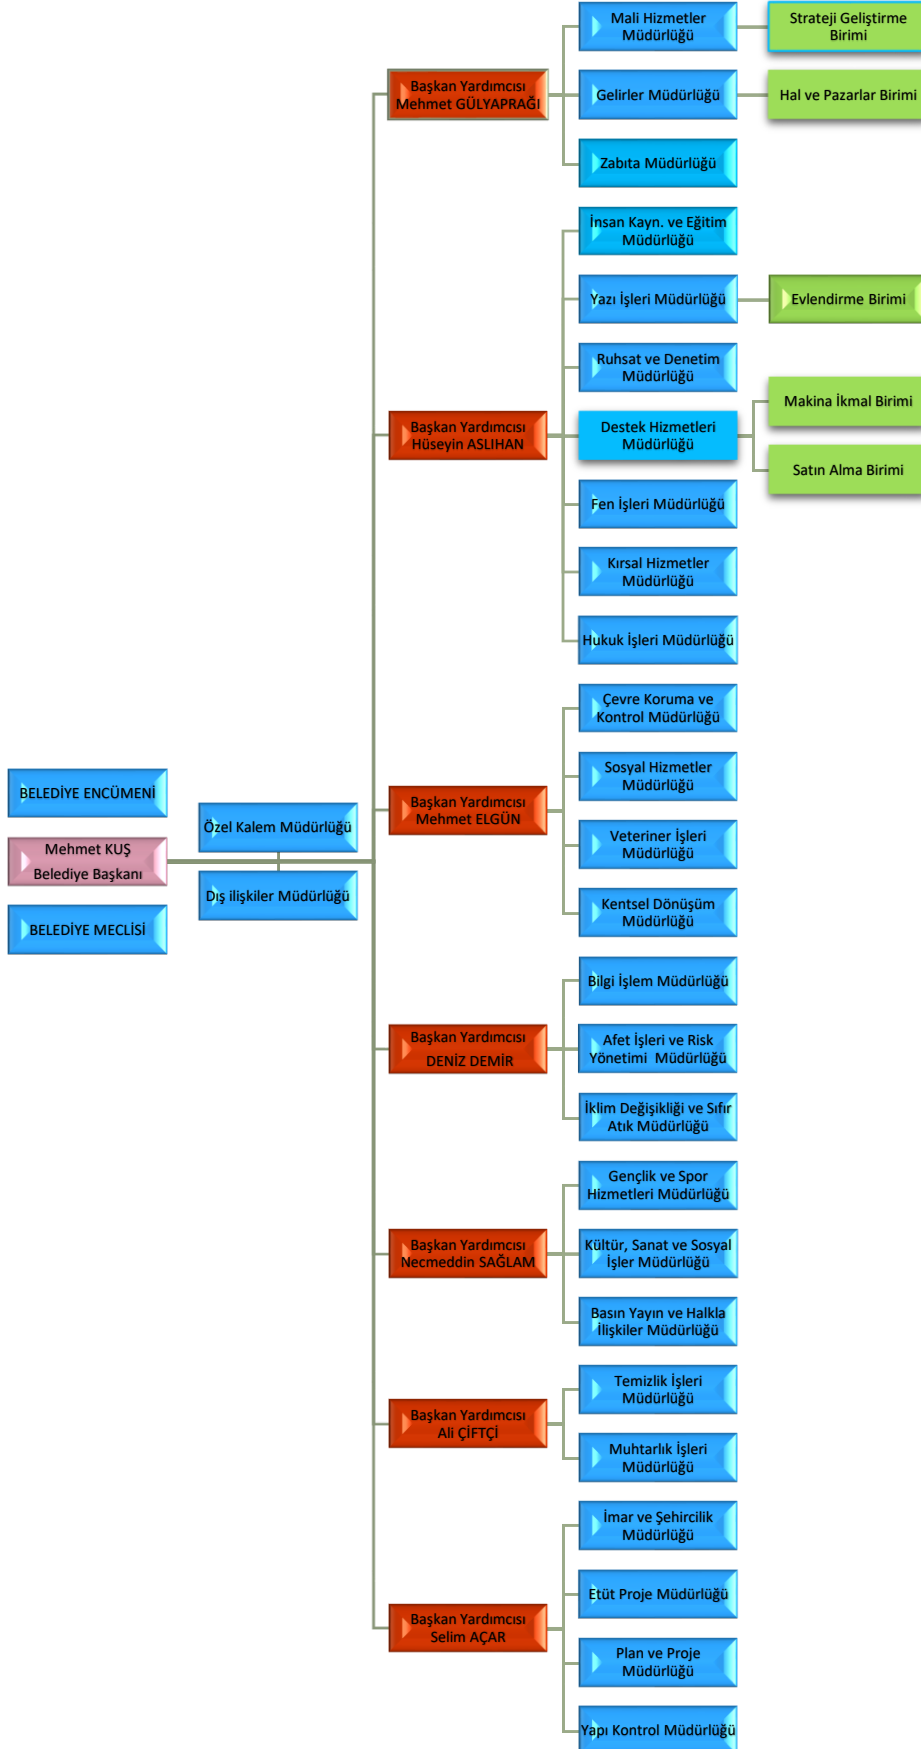 BELEDİYE ENCÜMENİ
Mehmet KUŞ
Belediye Başkanı
BELEDİYE MECLİSİ
Özel Kalem Müdürlüğü
Dış ilişkiler Müdürlüğü
Başkan Yardımcısı
Mehmet GÜLYAPRAĞI
Mali Hizmetler
Müdürlüğü
Strateji Geliştirme
Birimi
Gelirler Müdürlüğü
Hal ve Pazarlar Birimi
Zabıta Müdürlüğü
Başkan Yardımcısı
Hüseyin ASLIHAN
İnsan Kayn. ve Eğitim
Müdürlüğü
Yazı İşleri Müdürlüğü
Evlendirme Birimi
Ruhsat ve Denetim
Müdürlüğü
Destek Hizmetleri
Müdürlüğü
Makina İkmal Birimi
Satın Alma Birimi
Fen İşleri Müdürlüğü
Kırsal Hizmetler
Müdürlüğü
Hukuk İşleri Müdürlüğü
Başkan Yardımcısı
Mehmet ELGÜN
Çevre Koruma ve
Kontrol Müdürlüğü
Sosyal Hizmetler
Müdürlüğü
Veteriner İşleri
Müdürlüğü
Kentsel Dönüşüm
Müdürlüğü
Başkan Yardımcısı
DENİZ DEMİR
Bilgi İşlem Müdürlüğü
Afet İşleri ve Risk
Yönetimi Müdürlüğü
İklim Değişikliği ve Sıfır
Atık Müdürlüğü
Başkan Yardımcısı
Necmeddin SAĞLAM
Gençlik ve Spor
Hizmetleri Müdürlüğü
Kültür, Sanat ve Sosyal
İşler Müdürlüğü
Basın Yayın ve Halkla
İlişkiler Müdürlüğü
Başkan Yardımcısı
Ali ÇİFTÇİ
Temizlik İşleri
Müdürlüğü
Muhtarlık İşleri
Müdürlüğü
Başkan Yardımcısı
Selim AÇAR
İmar ve Şehircilik
Müdürlüğü
Etüt Proje Müdürlüğü
Plan ve Proje
Müdürlüğü
Yapı Kontrol Müdürlüğü